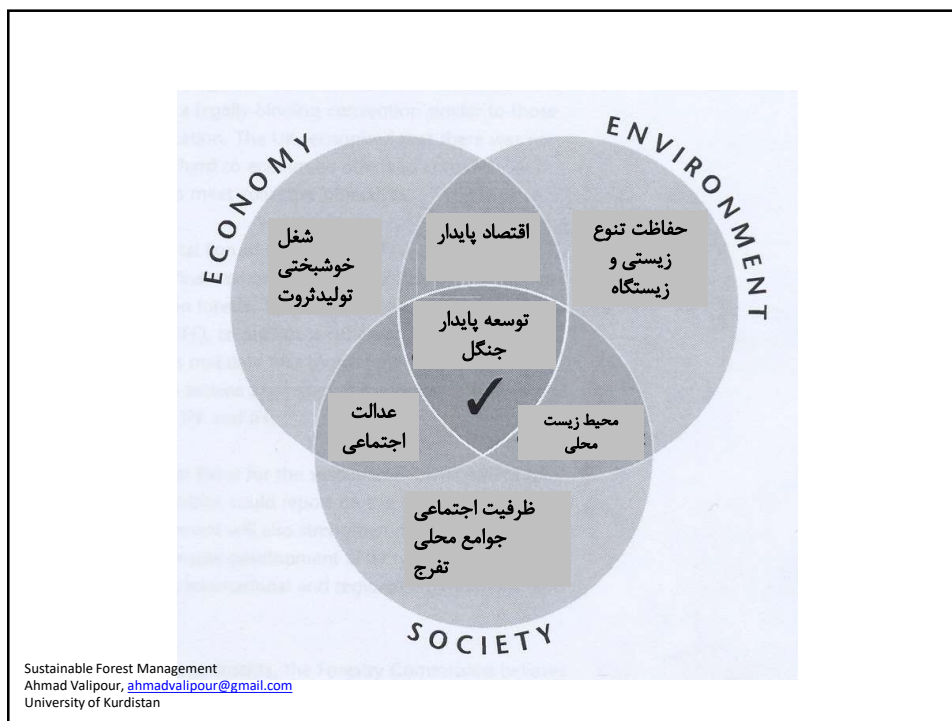 ECONOMY
ENVIRONMENT
شغل
خوشبختی
تولیدثروت
اقتصاد پایدار
حفاظت تنوع
زیستی و
زیستگاه
توسعه پایدار
جنگل
✓
عدالت
اجتماعی
محیط زیست
محلی
ظرفیت اجتماعی
جوامع محلی
تفرج
SOCIETY
Sustainable Forest Management
Ahmad Valipour, ahmadvalipour@gmail.com
University of Kurdistan